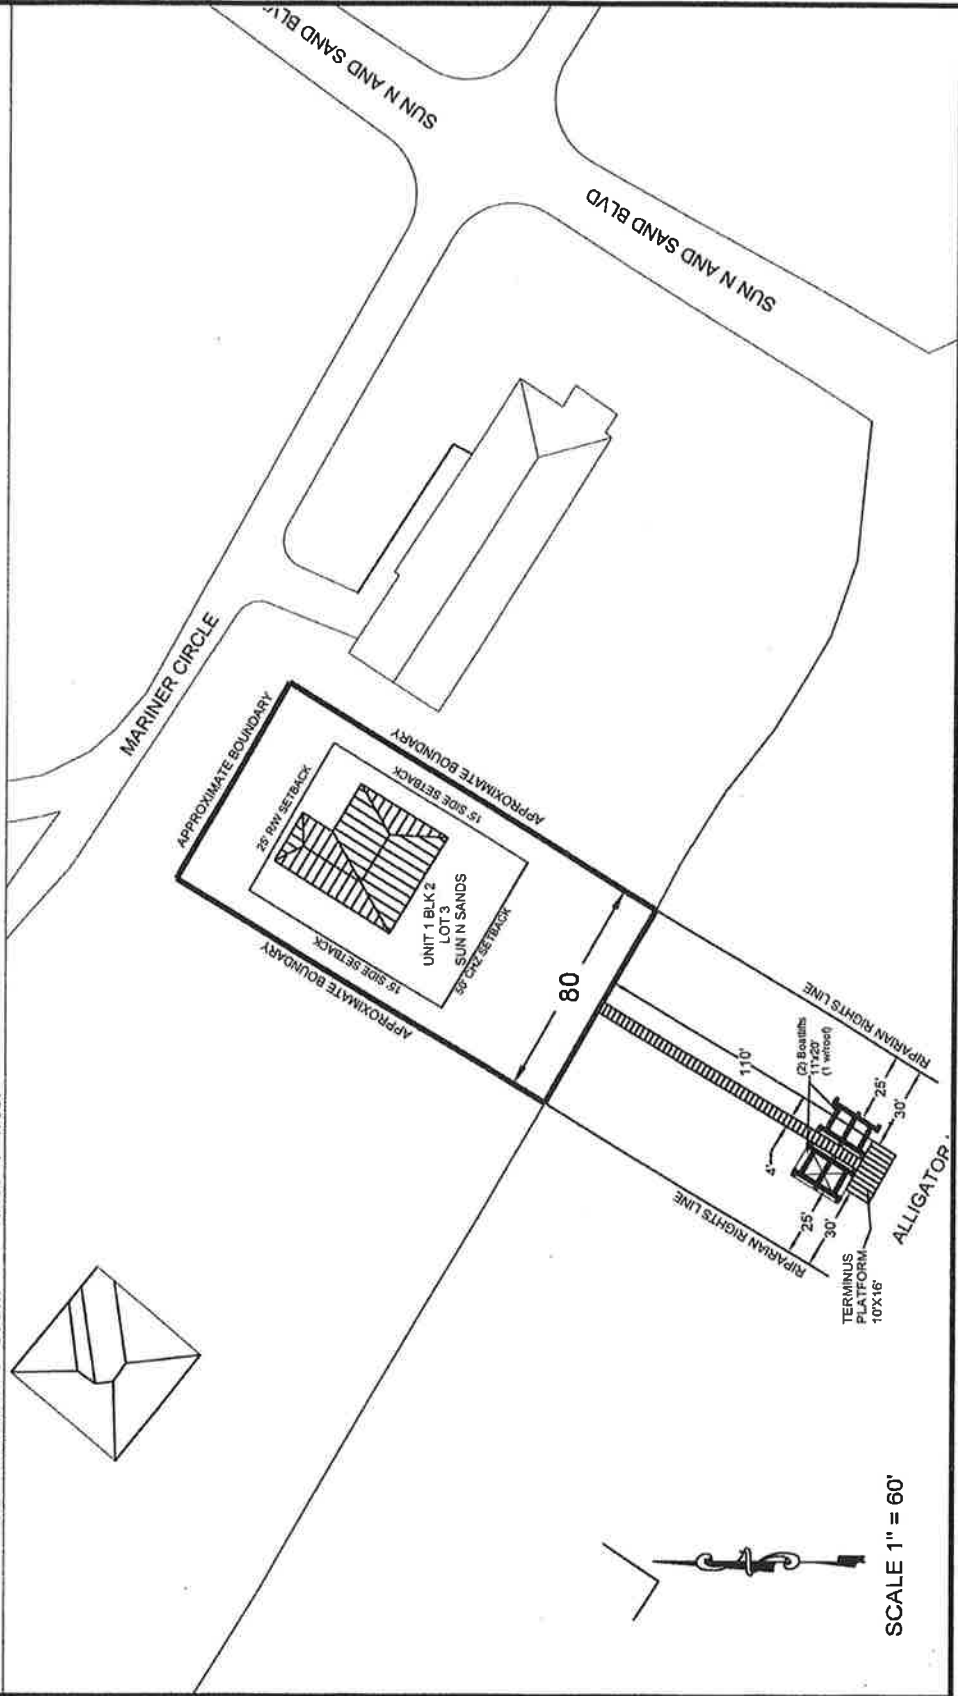 SUN N AND SAND BLVD
SUN N AND SAND BLVD
MARINER CIRCLE
APPROXIMATE BOUNDARY
25' R/W SETBACK
15' SIDE SETBACK
APPROXIMATE BOUNDARY
15' SIDE SETBACK
APPROXIMATE BOUNDARY
UNIT 1 BLK 2
LOT 3
SUN N SANDS
50' CHZ SETBACK
80
110'
4'
(2) Boatlifts
11'x20'
(1 w/roof)
RIPARIAN RIGHTS LINE
RIPARIAN RIGHTS LINE
25'
30'
25'
30'
TERMINUS
PLATFORM
10'X16'
ALLIGATOR
SCALE 1" = 60'